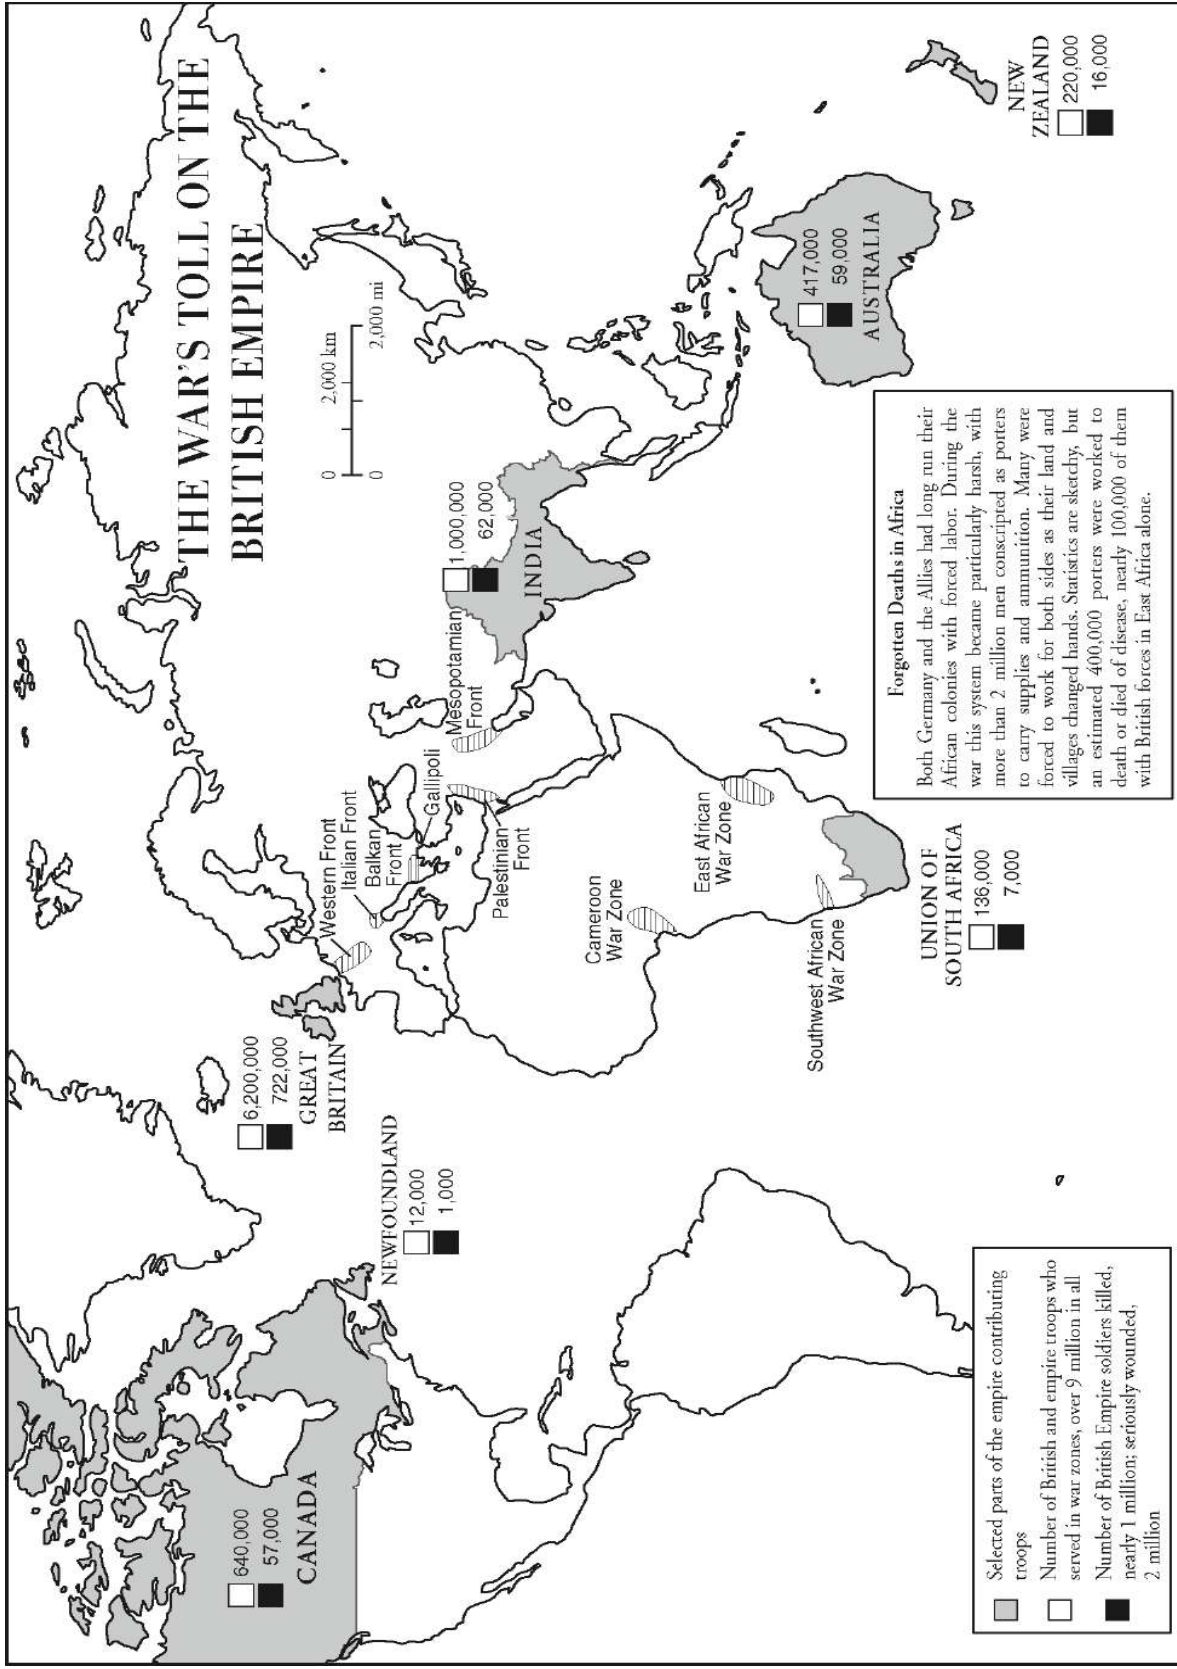 THE WAR'S TOLL ON THE
BRITISH EMPIRE
0 2,000 km
0 2,000 mi
640,000
57,000
CANADA
NEWFOUNDLAND
12,000
1,000
6,200,000
722,000
GREAT
BRITAIN
Western Front
Italian Front
Balkan
Front
Gallipoli
Palestinian
Front
Mesopotamian
Front
1,000,000
62,000
INDIA
Cameroon
War Zone
East African
War Zone
Southwest African
War Zone
UNION OF
SOUTH AFRICA
136,000
7,000
417,000
59,000
AUSTRALIA
NEW
ZEALAND
220,000
16,000
Selected parts of the empire contributing
troops
Number of British and empire troops who
served in war zones, over 9 million in all
Number of British Empire soldiers killed,
nearly 1 million; seriously wounded,
2 million
Forgotten Deaths in Africa
Both Germany and the Allies had long run their
African colonies with forced labor. During the
war this system became particularly harsh, with
more than 2 million men conscripted as porters
to carry supplies and ammunition. Many were
forced to work for both sides as their land and
villages changed hands. Statistics are sketchy, but
an estimated 400,000 porters were worked to
death or died of disease, nearly 100,000 of them
with British forces in East Africa alone.